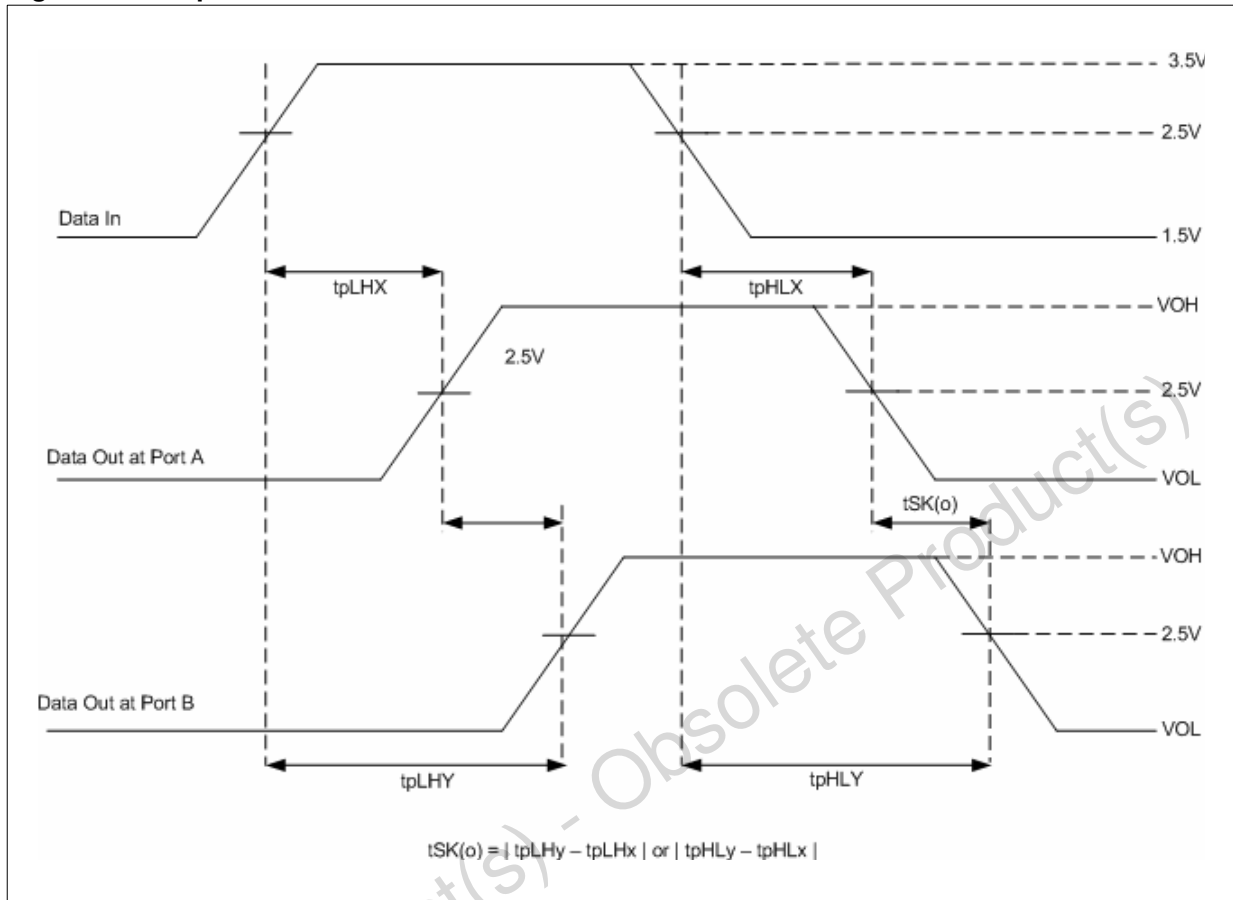 3.5V
2.5V
Data In
1.5V
tpLHX
tpHLX
VOH
2.5V
2.5V
Data Out at Port A
VOL
tSK(o)
VOH
2.5V
Data Out at Port B
VOL
tpLHY
tpHLY
tSK(o) = | tpLHy – tpLHx | or | tpHLy – tpHLx |
(s) - Obsolete Product(s)